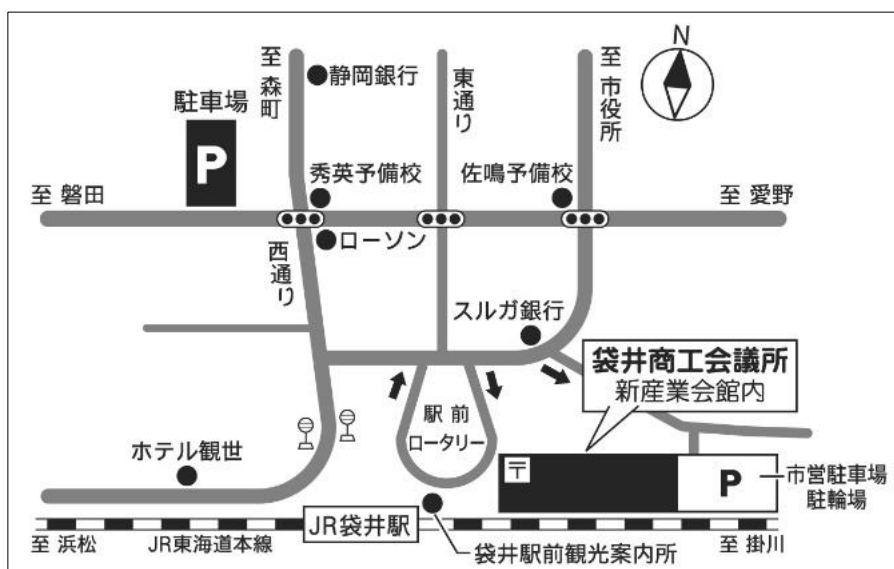 N
至 森町
静岡銀行
東通り
至 市役所
駐車場
P
秀英予備校
佐鳴予備校
至 磐田
至 愛野
ローソン
西通り
スルガ銀行
袋井商工会議所
新産業会館内
駅前
ロータリー
ホテル観世
〒
P
市営駐車場
駐輪場
JR袋井駅
至 浜松
JR東海道本線
袋井駅前観光案内所
至 掛川